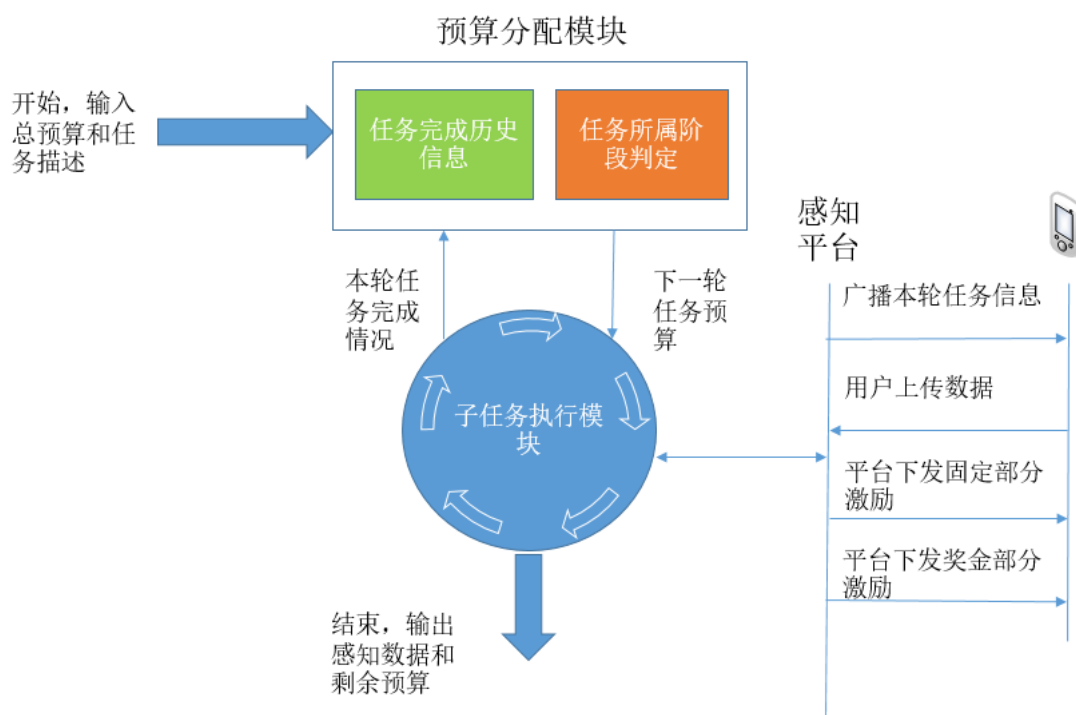 预算分配模块
开始，输入
总预算和任
务描述
任务完成历史
信息
任务所属阶
段判定
本轮任
务完成
情况
下一轮
任务预
算
子任务执行模
块
结束，输出
感知数据和
剩余预算
感知
平台
广播本轮任务信息
用户上传数据
平台下发固定部分
激励
平台下发奖金部分
激励